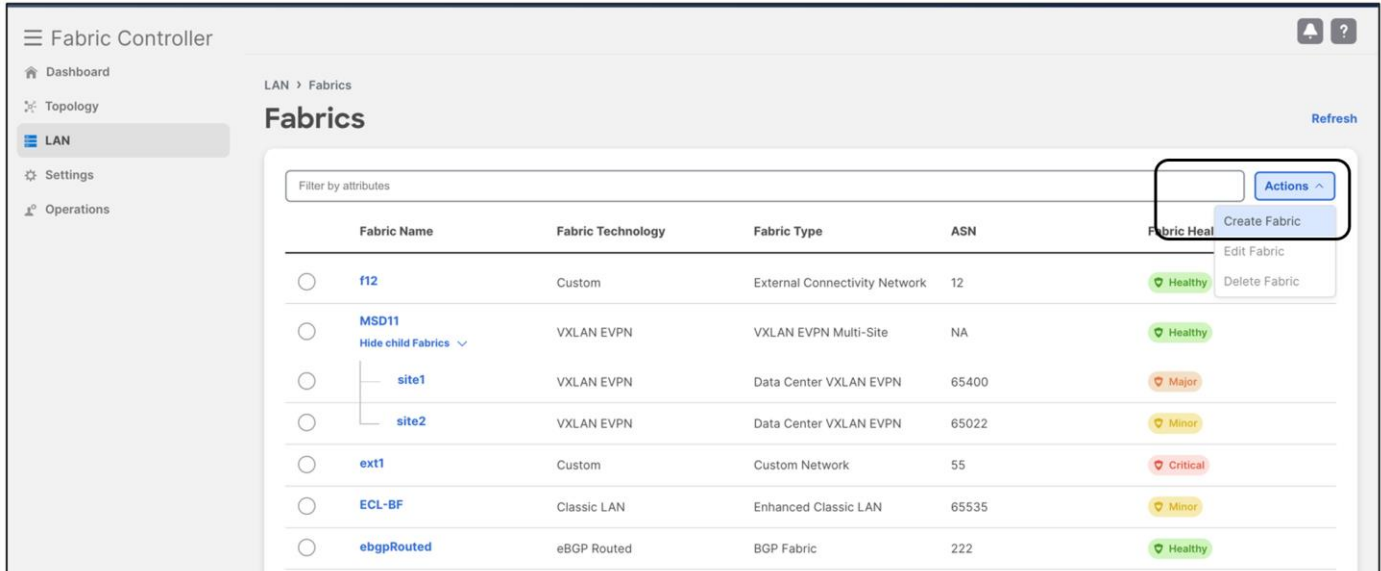 Fabric Controller
?
Dashboard
Topology
LAN
Settings
Operations
LAN > Fabrics
Fabrics
Refresh
Filter by attributes
Actions
Create Fabric
Edit Fabric
Delete Fabric
Fabric Name Fabric Technology Fabric Type ASN Fabric Heal
f12 Custom External Connectivity Network 12 Healthy
MSD11 VXLAN EVPN VXLAN EVPN Multi-Site NA Healthy
Hide child Fabrics
site1 VXLAN EVPN Data Center VXLAN EVPN 65400 Major
site2 VXLAN EVPN Data Center VXLAN EVPN 65022 Minor
ext1 Custom Custom Network 55 Critical
ECL-BF Classic LAN Enhanced Classic LAN 65535 Minor
ebgpRouted eBGP Routed BGP Fabric 222 Healthy